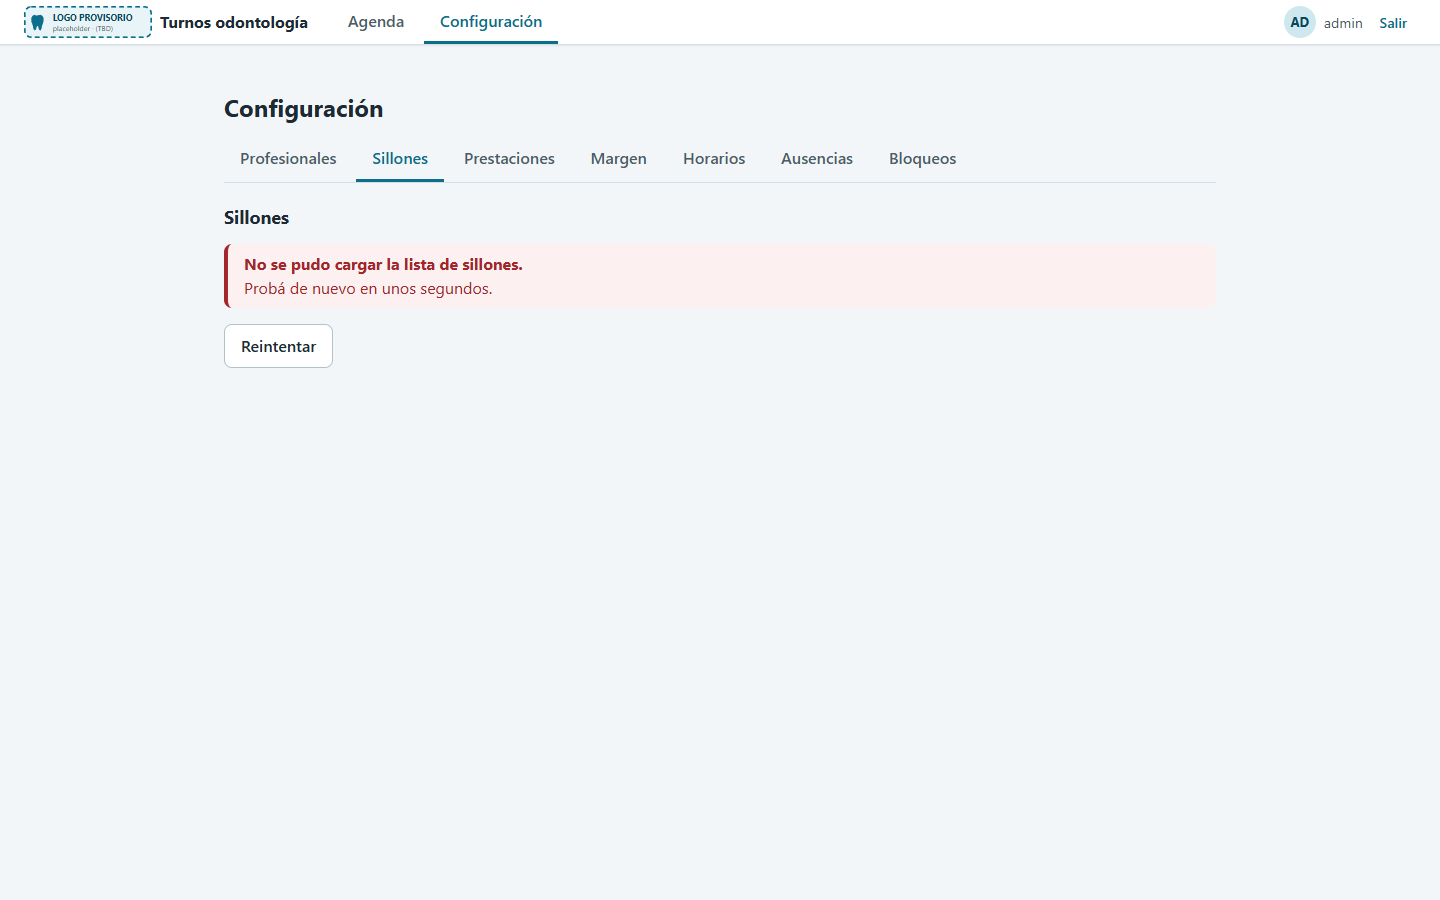 LOGO PROVISORIO
placeholder · (TBD)
Turnos odontología
Agenda
Configuración
AD
admin
Salir
Configuración
Profesionales
Sillones
Prestaciones
Margen
Horarios
Ausencias
Bloqueos
Sillones
No se pudo cargar la lista de sillones.
Probá de nuevo en unos segundos.
Reintentar